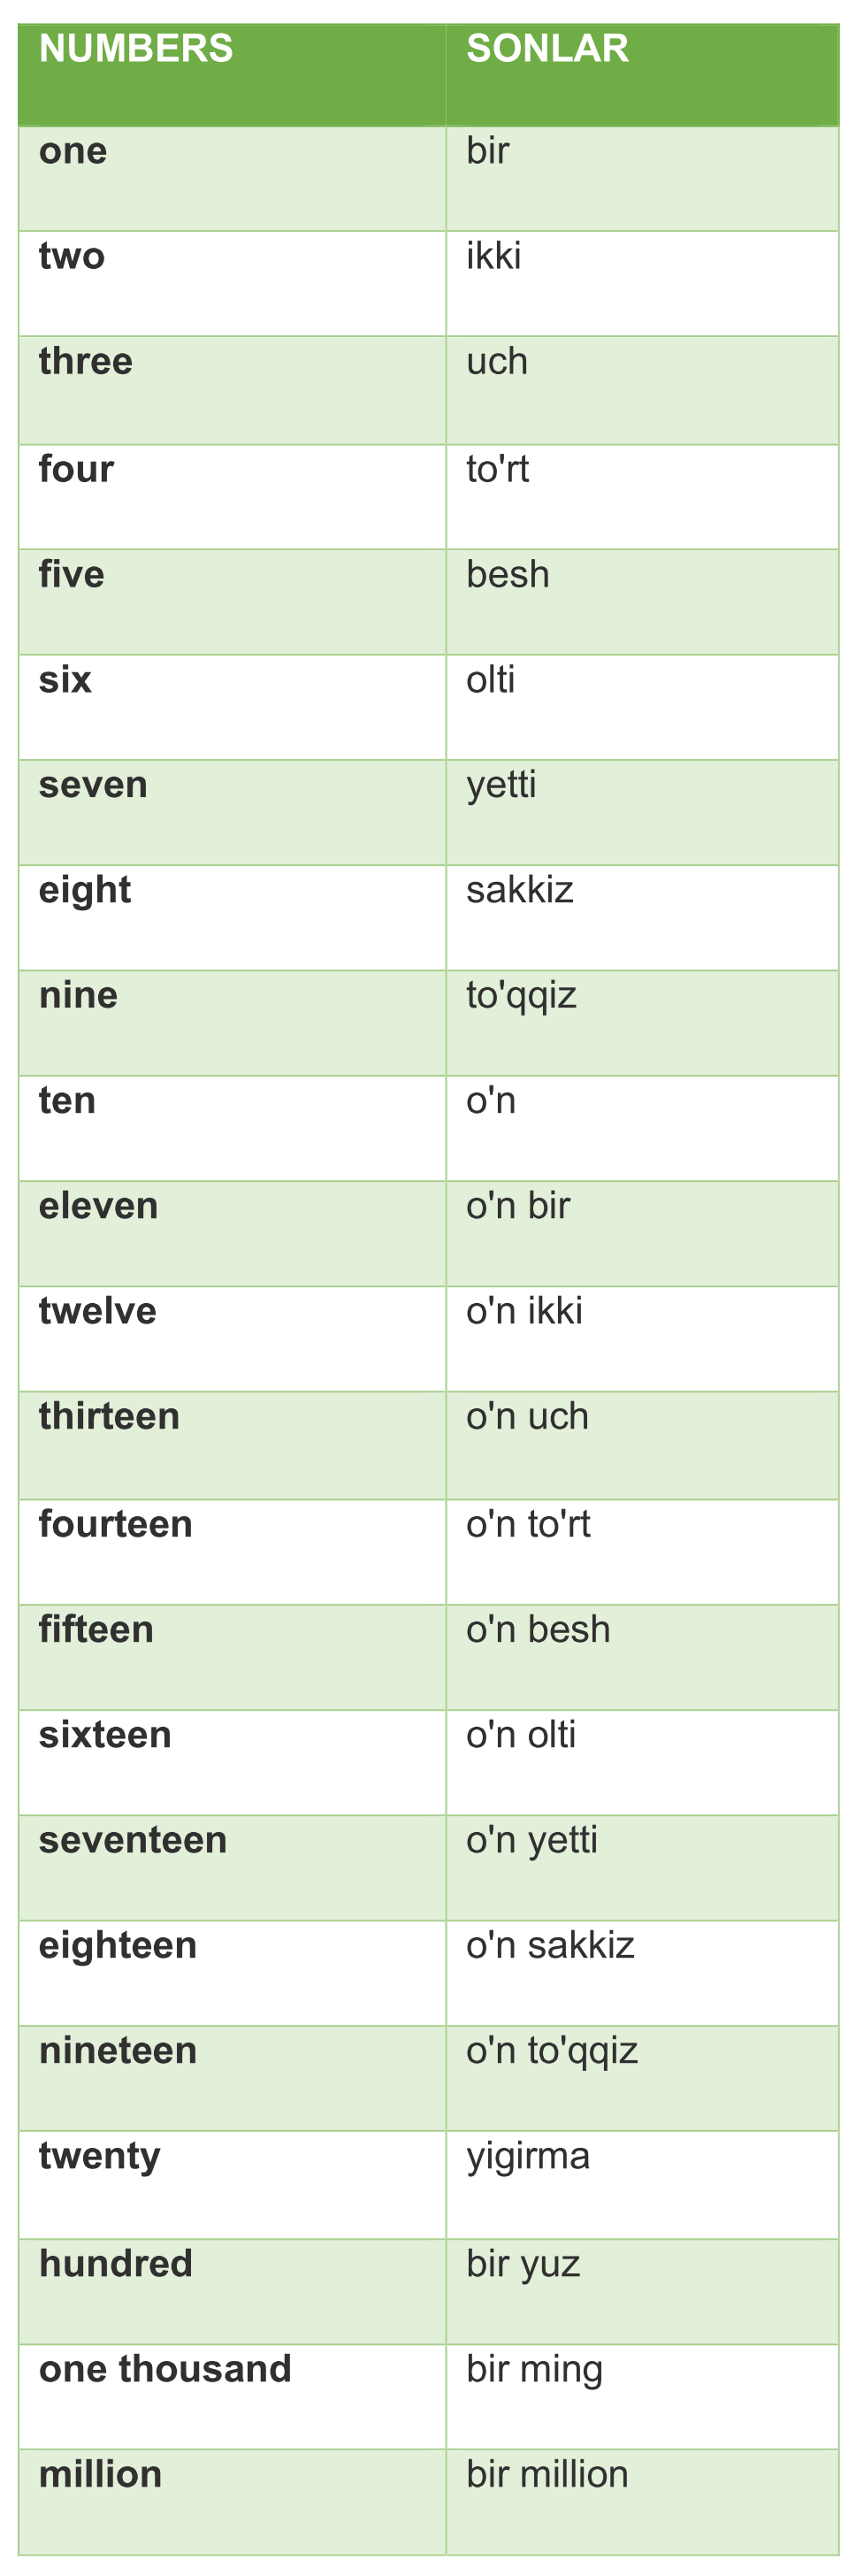 NUMBERS SONLAR
one bir
two ikki
three uch
four to'rt
five besh
six olti
seven yetti
eight sakkiz
nine to'qqiz
ten o'n
eleven o'n bir
twelve o'n ikki
thirteen o'n uch
fourteen o'n to'rt
fifteen o'n besh
sixteen o'n olti
seventeen o'n yetti
eighteen o'n sakkiz
nineteen o'n to'qqiz
twenty yigirma
hundred bir yuz
one thousand bir ming
million bir million